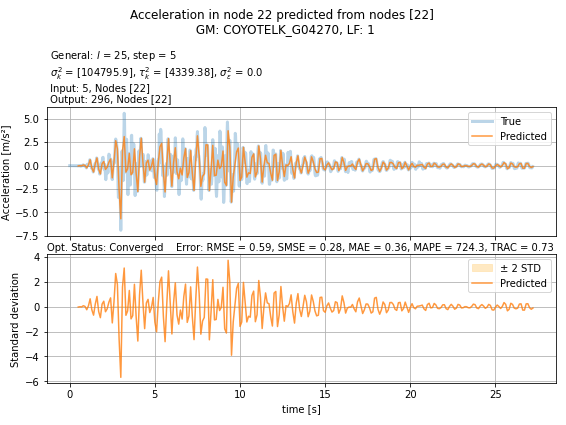 Acceleration in node 22 predicted from nodes [22]
GM: COYOTELK_G04270, LF: 1
General: l = 25, step = 5
σ_k² = [104795.9], τ_k² = [4339.38], σ_ε² = 0.0
Input: 5, Nodes [22]
Output: 296, Nodes [22]
Acceleration [m/s²]
5.0
2.5
0.0
−2.5
−5.0
−7.5
True
Predicted
Opt. Status: Converged Error: RMSE = 0.59, SMSE = 0.28, MAE = 0.36, MAPE = 724.3, TRAC = 0.73
Standard deviation
4
2
0
−2
−4
−6
± 2 STD
Predicted
0 5 10 15 20 25
time [s]